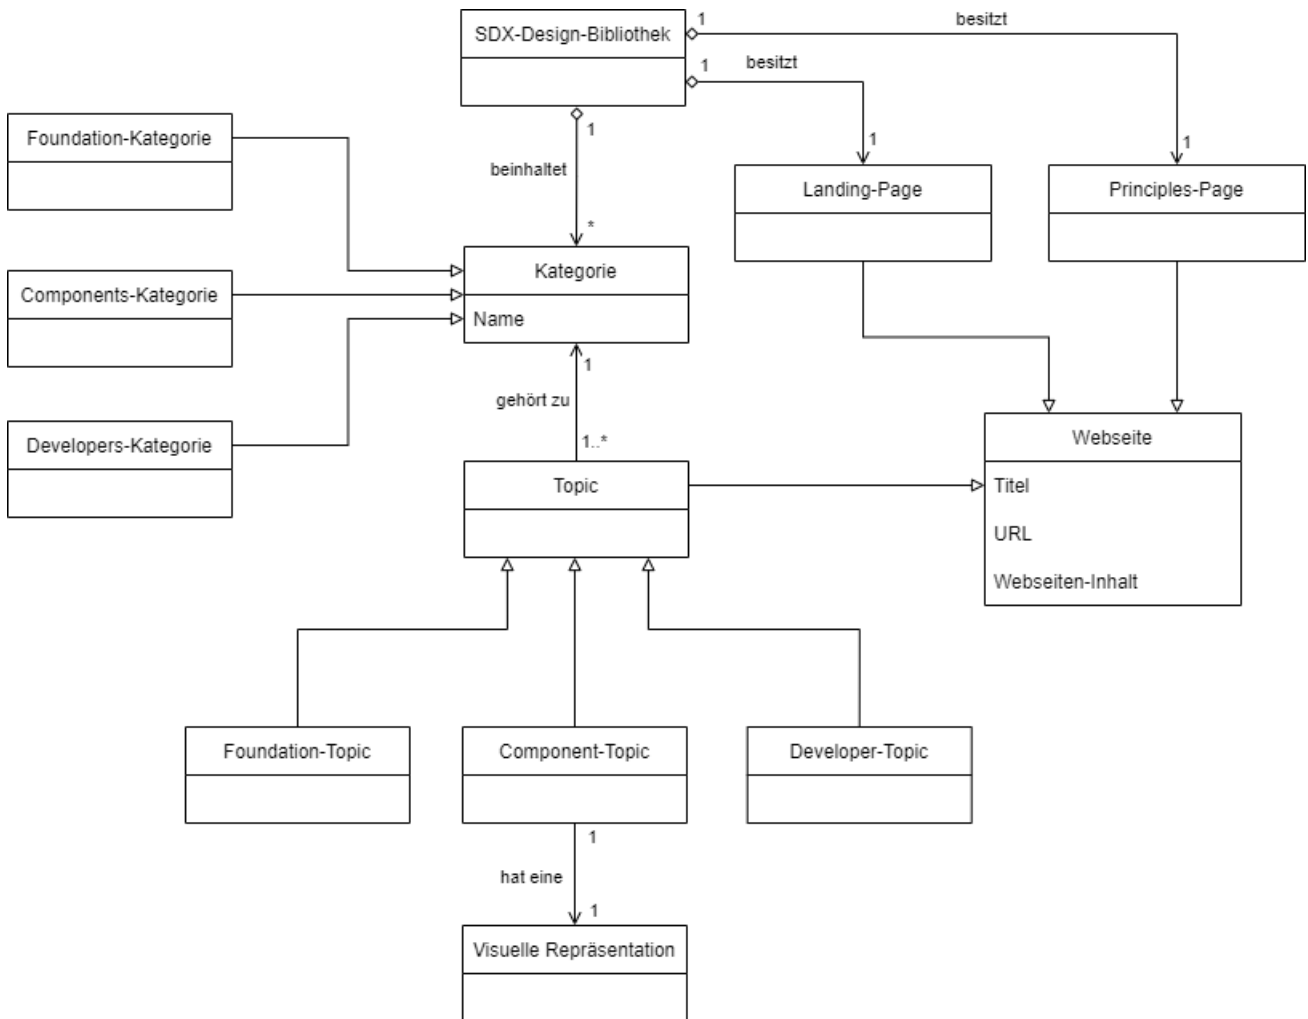 SDX-Design-Bibliothek
1
besitzt
1
besitzt
1
beinhaltet
*
1
1
Foundation-Kategorie
Landing-Page
Principles-Page
Kategorie
Name
Components-Kategorie
1
gehört zu
1..*
Developers-Kategorie
Webseite
Titel
URL
Webseiten-Inhalt
Topic
Foundation-Topic
Component-Topic
Developer-Topic
1
hat eine
1
Visuelle Repräsentation